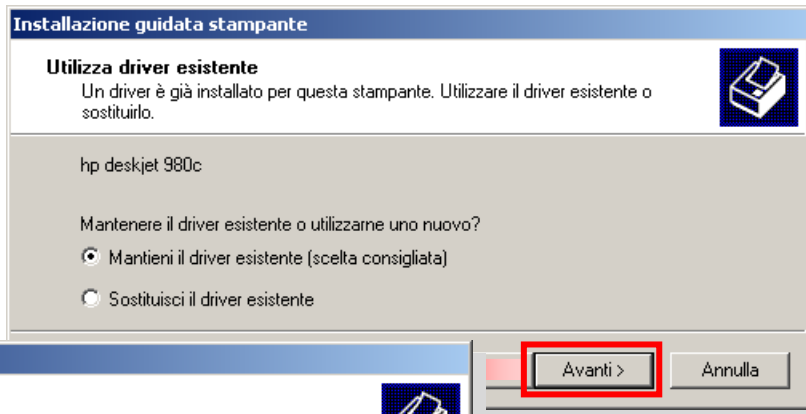 Installazione guidata stampante
Utilizza driver esistente
Un driver è già installato per questa stampante. Utilizzare il driver esistente o
sostituirlo.
hp deskjet 980c
Mantenere il driver esistente o utilizzarne uno nuovo?
Mantieni il driver esistente (scelta consigliata)
Sostituisci il driver esistente
Avanti > Annulla